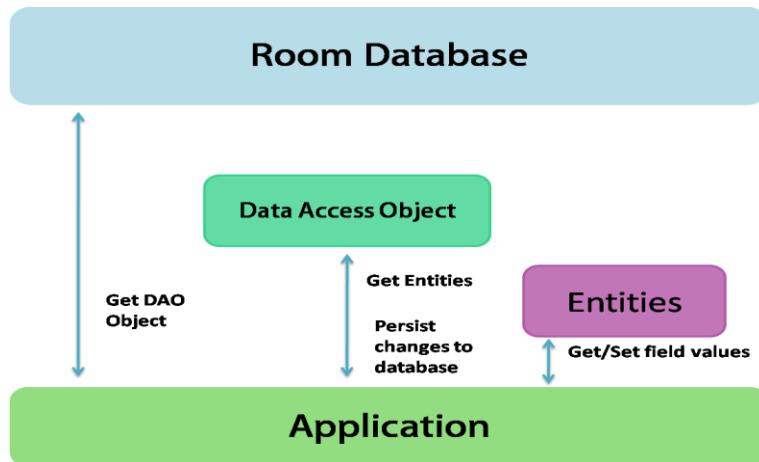 Room Database
Data Access Object
Get Entities
Entities
Get DAO
Object
Persist
changes to
database
Get/Set field values
Application